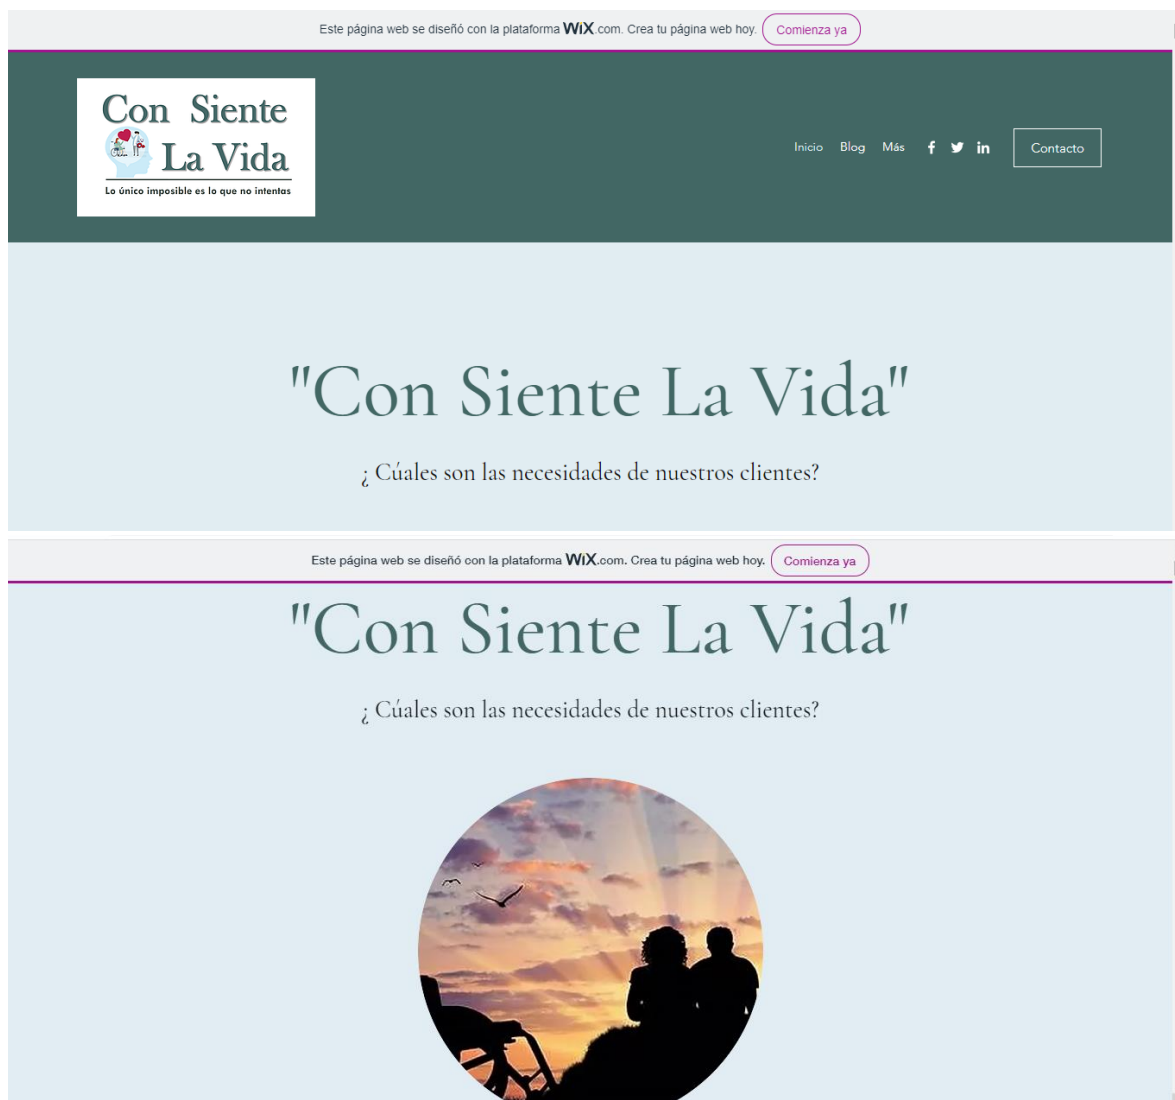 Este página web se diseñó con la plataforma WiX.com. Crea tu página web hoy. Comienza ya
Con Siente
La Vida
Lo único imposible es lo que no intentas
Inicio Blog Más f in Contacto
"Con Siente La Vida"
¿ Cúales son las necesidades de nuestros clientes?
Este página web se diseñó con la plataforma WiX.com. Crea tu página web hoy. Comienza ya
"Con Siente La Vida"
¿ Cúales son las necesidades de nuestros clientes?